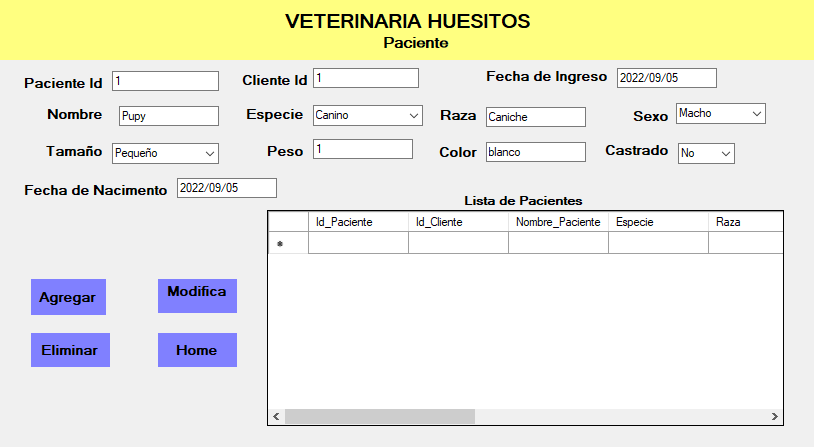 VETERINARIA HUESITOS
Paciente
Paciente Id 1 Cliente Id 1 Fecha de Ingreso 2022/09/05
Nombre Pupy Especie Canino Raza Caniche Sexo Macho
Tamaño Pequeño Peso 1 Color blanco Castrado No
Fecha de Nacimento 2022/09/05
Lista de Pacientes
Id_Paciente Id_Cliente Nombre_Paciente Especie Raza
Agregar Modifica
Eliminar Home